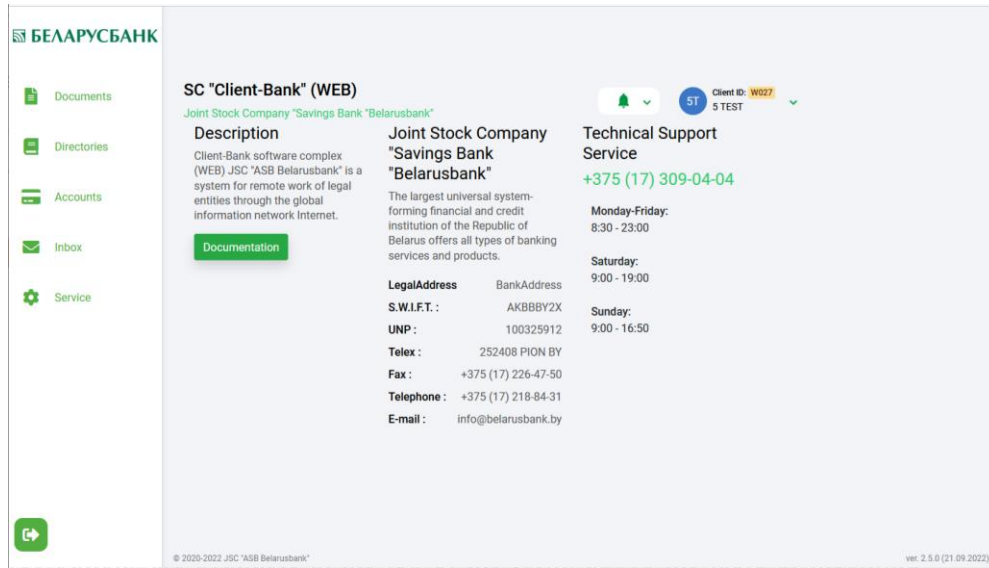 БЕЛАРУСБАНК
Documents
Directories
Accounts
Inbox
Service
SC "Client-Bank" (WEB)
Joint Stock Company "Savings Bank "Belarusbank"
5T
Client ID: W027
5 TEST
Description
Client-Bank software complex
(WEB) JSC "ASB Belarusbank" is a
system for remote work of legal
entities through the global
information network Internet.
Documentation
Joint Stock Company
"Savings Bank
"Belarusbank"
The largest universal system-
forming financial and credit
institution of the Republic of
Belarus offers all types of banking
services and products.
LegalAddress BankAddress
S.W.I.F.T. : AKBBBY2X
UNP : 100325912
Telex : 252408 PION BY
Fax : +375 (17) 226-47-50
Telephone : +375 (17) 218-84-31
E-mail : info@belarusbank.by
Technical Support
Service
+375 (17) 309-04-04
Monday-Friday:
8:30 - 23:00
Saturday:
9:00 - 19:00
Sunday:
9:00 - 16:50
© 2020-2022 JSC "ASB Belarusbank"
ver. 2.5.0 (21.09.2022)